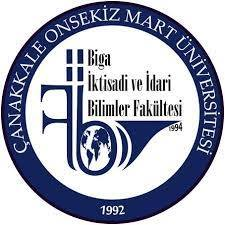 ÇANAKKALE ONSEKİZ MART ÜNİVERSİTESİ
Biga
İktisadi ve İdari
Bilimler Fakültesi
1994
1992